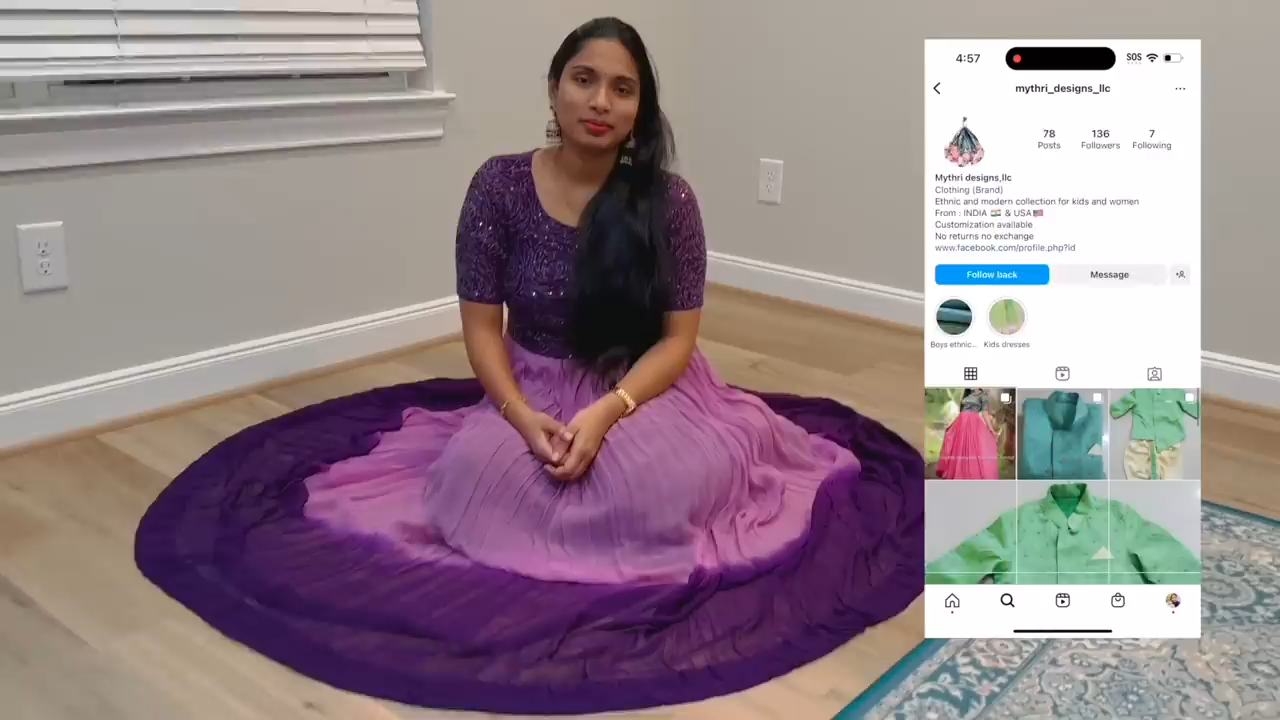 4:57
SOS
mythri_designs_llc
78
Posts
136
Followers
7
Following
Mythri designs,llc
Clothing (Brand)
Ethnic and modern collection for kids and women
From : INDIA 🇮🇳 & USA🇺🇸
Customization available
No returns no exchange
www.facebook.com/profile.php?id
Follow back
Message
Boys ethnic...
Kids dresses